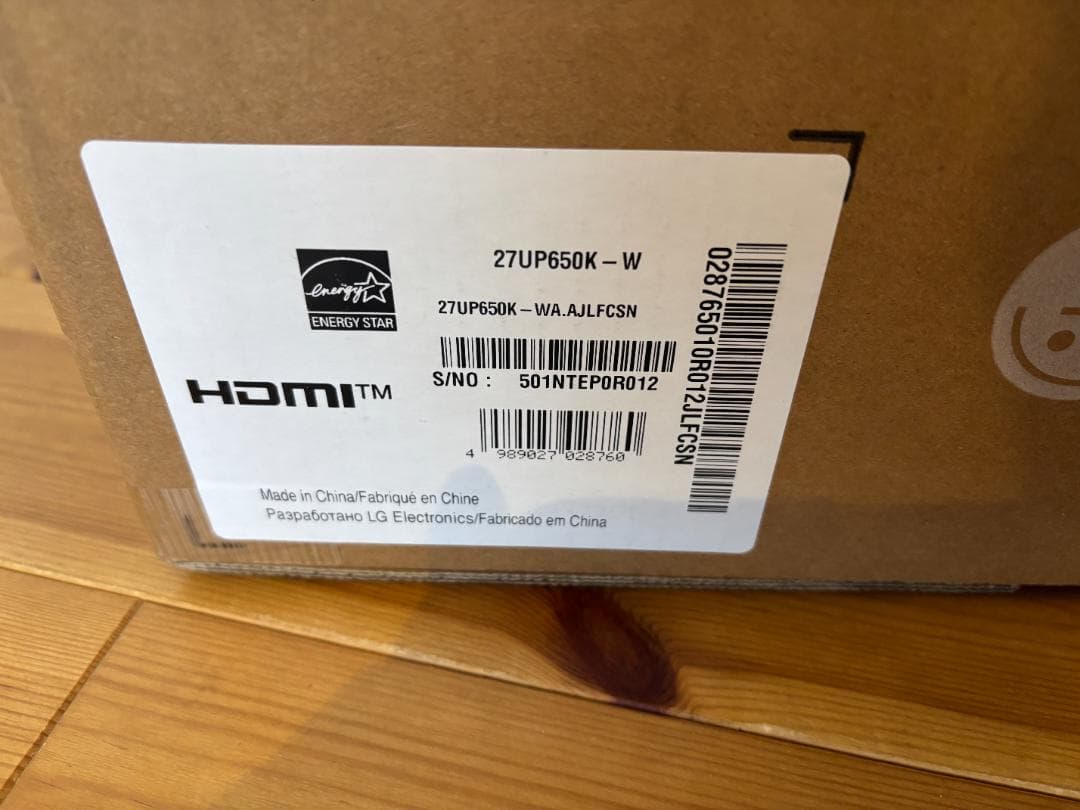 energy
ENERGY STAR
27UP650K – W
27UP650K – WA.AJLFCSN
HDMI™
S/NO : 501NTEP0R012
4 989027 028760
028765010R012JLFCSN
Made in China/Fabriqué en Chine
Разработано LG Electronics/Fabricado em China